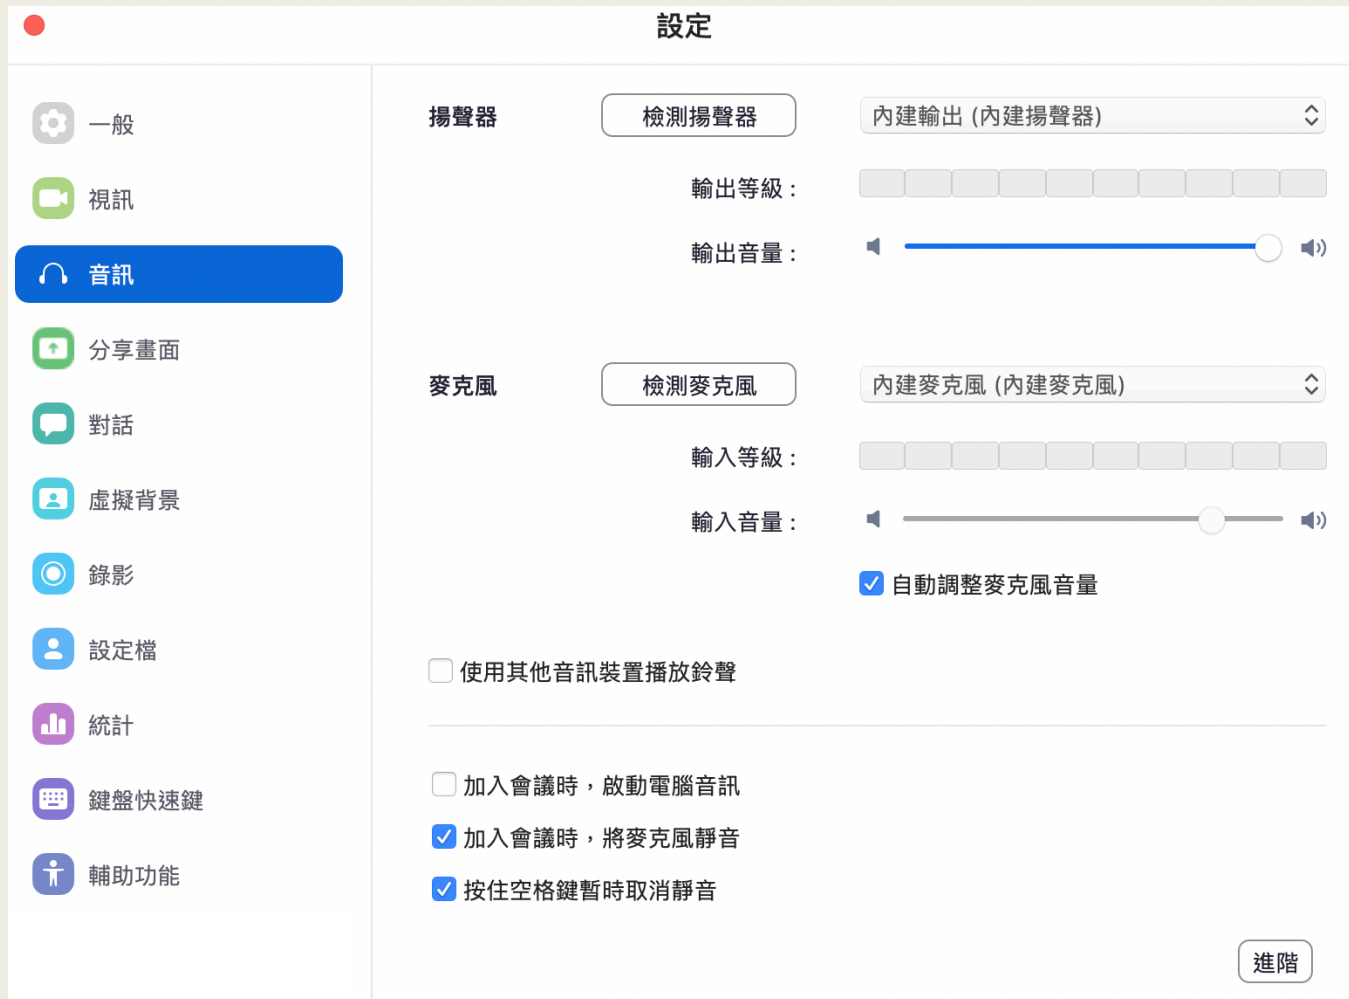 設定
一般
視訊
音訊
分享畫面
對話
虛擬背景
錄影
設定檔
統計
鍵盤快速鍵
輔助功能
揚聲器 檢測揚聲器 內建輸出 (內建揚聲器)
輸出等級：
輸出音量：
麥克風 檢測麥克風 內建麥克風 (內建麥克風)
輸入等級：
輸入音量：
自動調整麥克風音量
使用其他音訊裝置播放鈴聲
加入會議時，啟動電腦音訊
加入會議時，將麥克風靜音
按住空格鍵暫時取消靜音
進階